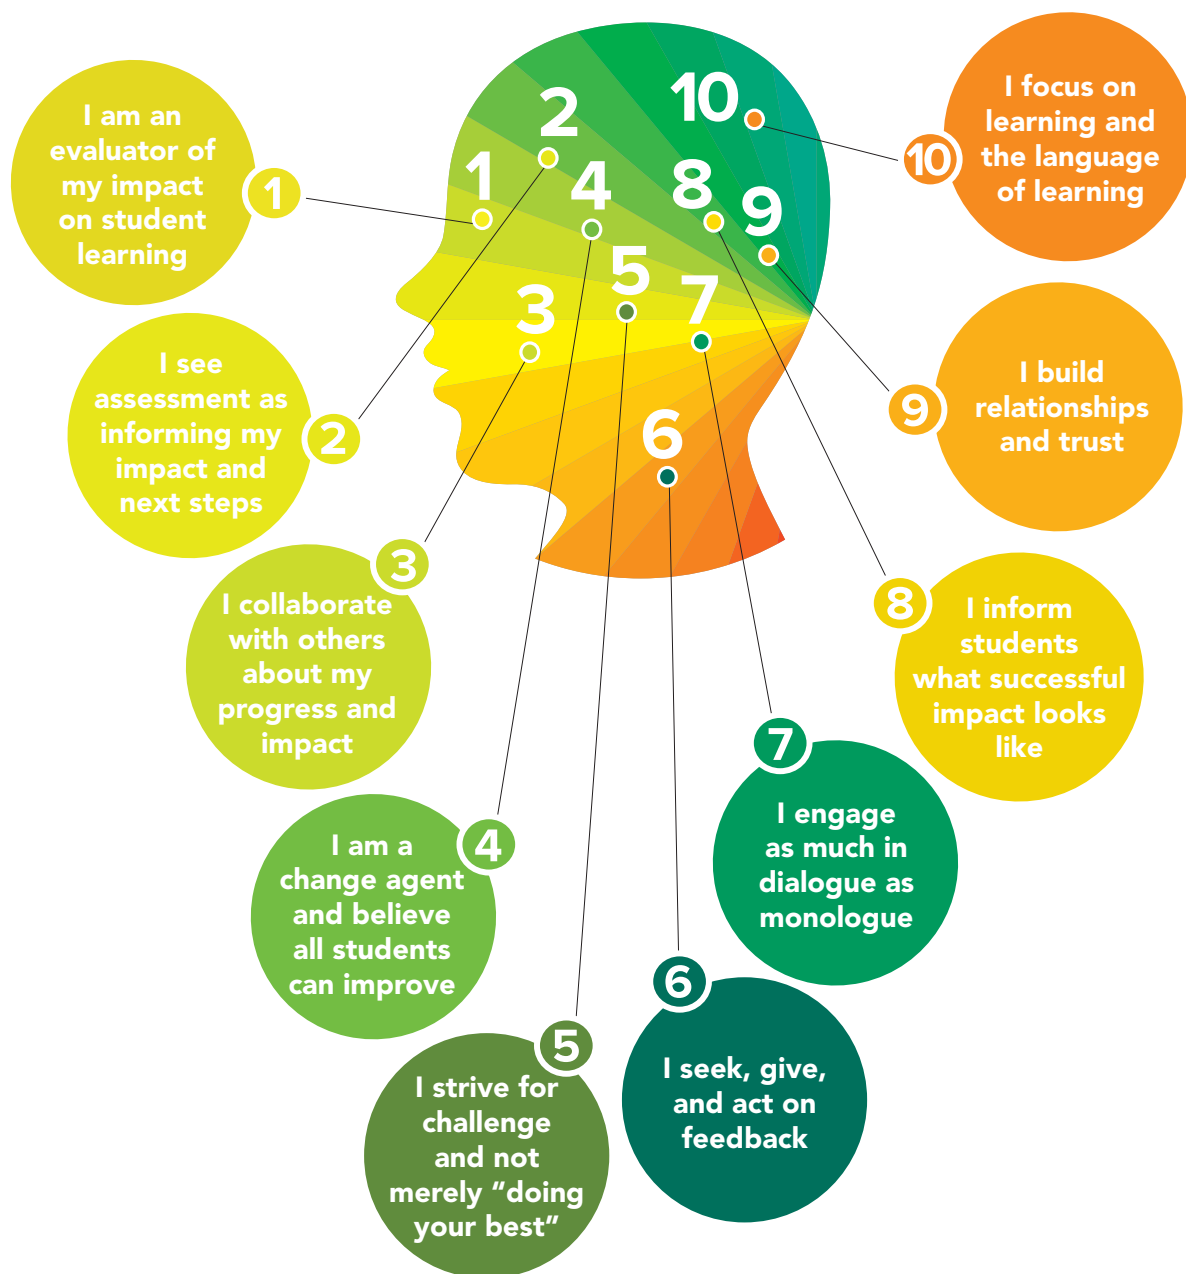 1
2
3
4
5
6
7
8
9
10
1
I am an
evaluator of
my impact
on student
learning
2
I see
assessment as
informing my
impact and
next steps
3
I collaborate
with others
about my
progress and
impact
4
I am a
change agent
and believe
all students
can improve
5
I strive for
challenge
and not
merely "doing
your best"
6
I seek, give,
and act on
feedback
7
I engage
as much in
dialogue as
monologue
8
I inform
students
what successful
impact looks
like
9
I build
relationships
and trust
10
I focus on
learning and
the language
of learning